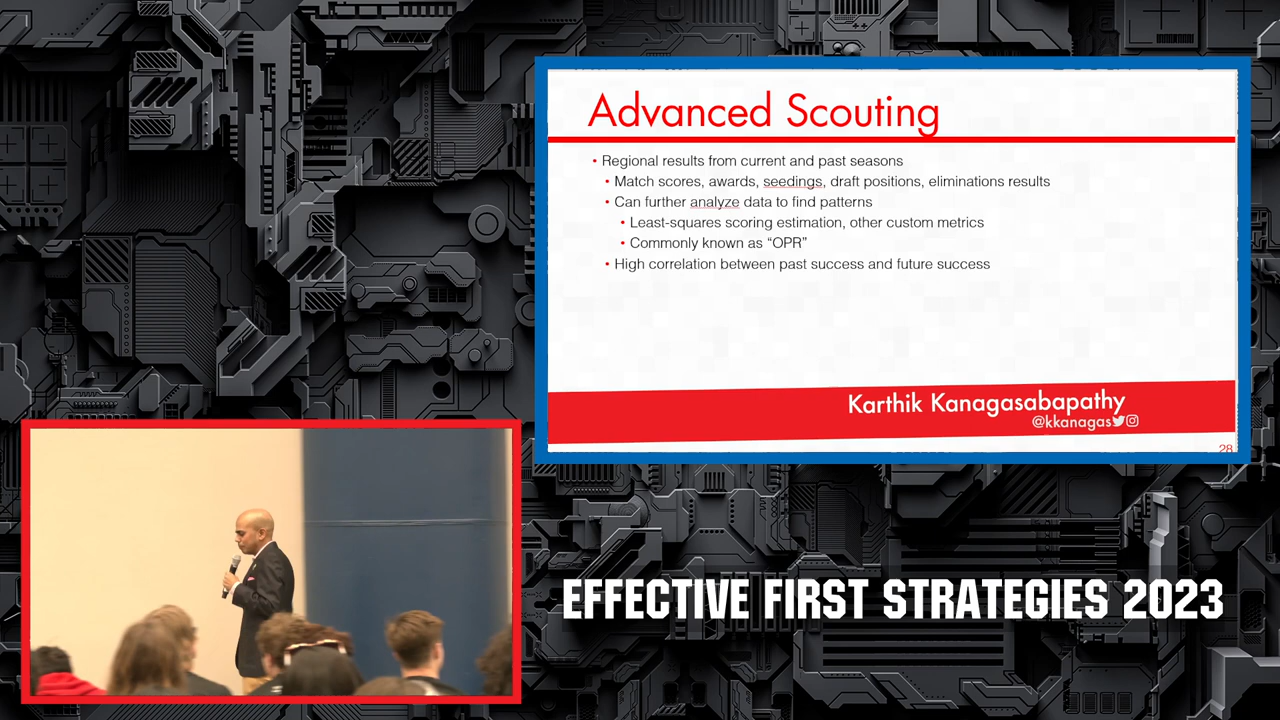 Advanced Scouting
• Regional results from current and past seasons
• Match scores, awards, seedings, draft positions, eliminations results
• Can further analyze data to find patterns
• Least-squares scoring estimation, other custom metrics
• Commonly known as “OPR”
• High correlation between past success and future success
Karthik Kanagasabapathy
@kkanagas
28
EFFECTIVE FIRST STRATEGIES 2023